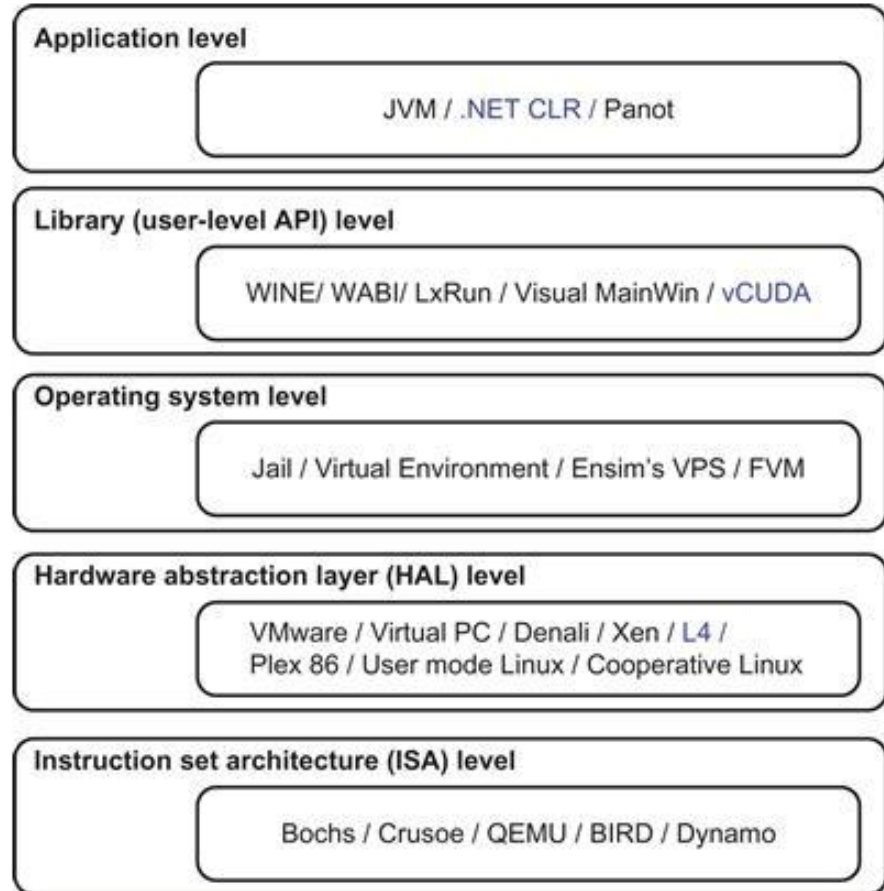 Application level
JVM / .NET CLR / Panot
Library (user-level API) level
WINE/ WABI/ LxRun / Visual MainWin / vCUDA
Operating system level
Jail / Virtual Environment / Ensim's VPS / FVM
Hardware abstraction layer (HAL) level
VMware / Virtual PC / Denali / Xen / L4 /
Plex 86 / User mode Linux / Cooperative Linux
Instruction set architecture (ISA) level
Bochs / Crusoe / QEMU / BIRD / Dynamo